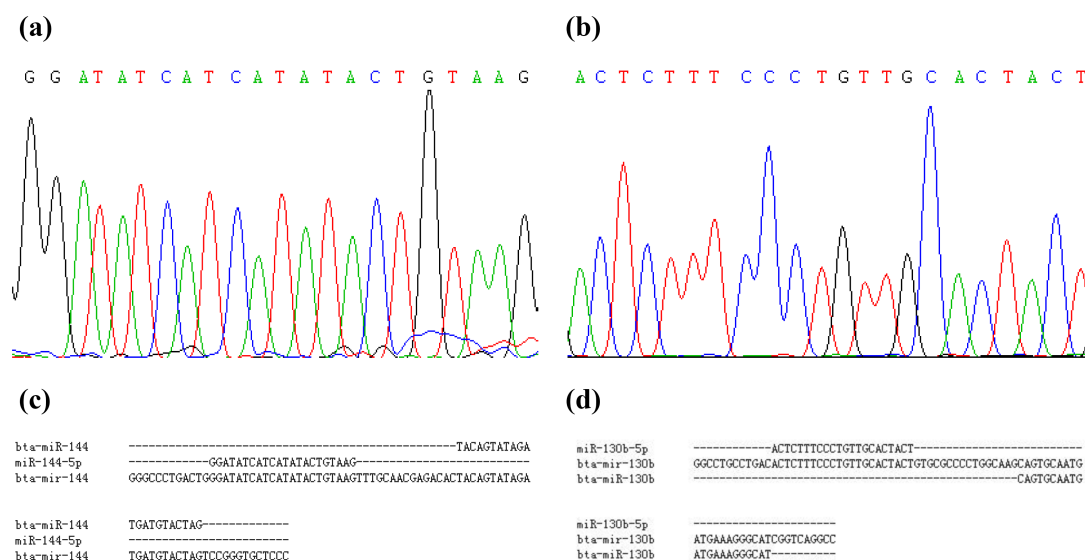 (a)
G G A T A T C A T C A T A T A C T G T A A G
(b)
A C T C T T T C C C T G T T G C A C T A C T
(c)
bta-miR-144 -------------------------------------------------TACAGTATAGA
miR-144-5p ------------GGATATCATCATATACTGTAAG--------------------------
bta-mir-144 GGGCCCTGACTGGGATATCATCATATACTGTAAGTTTGCAACGAGACACTACAGTATAGA
bta-miR-144 TGATGTACTAG-------------
miR-144-5p ------------------------
bta-mir-144 TGATGTACTAGTCCGGGTGCTCCC
(d)
miR-130b-5p ------------ACTCTTTCCCTGTTGCACTACT--------------------------
bta-mir-130b GGCCTGCCTGACACTCTTTCCCTGTTGCACTACTGTGCGCCCCTGGCAAGCAGTGCAATG
bta-miR-130b --------------------------------------------------CAGTGCAATG
miR-130b-5p ----------------------
bta-mir-130b ATGAAAGGGCATCGGTCAGGCC
bta-miR-130b ATGAAAGGGCAT----------